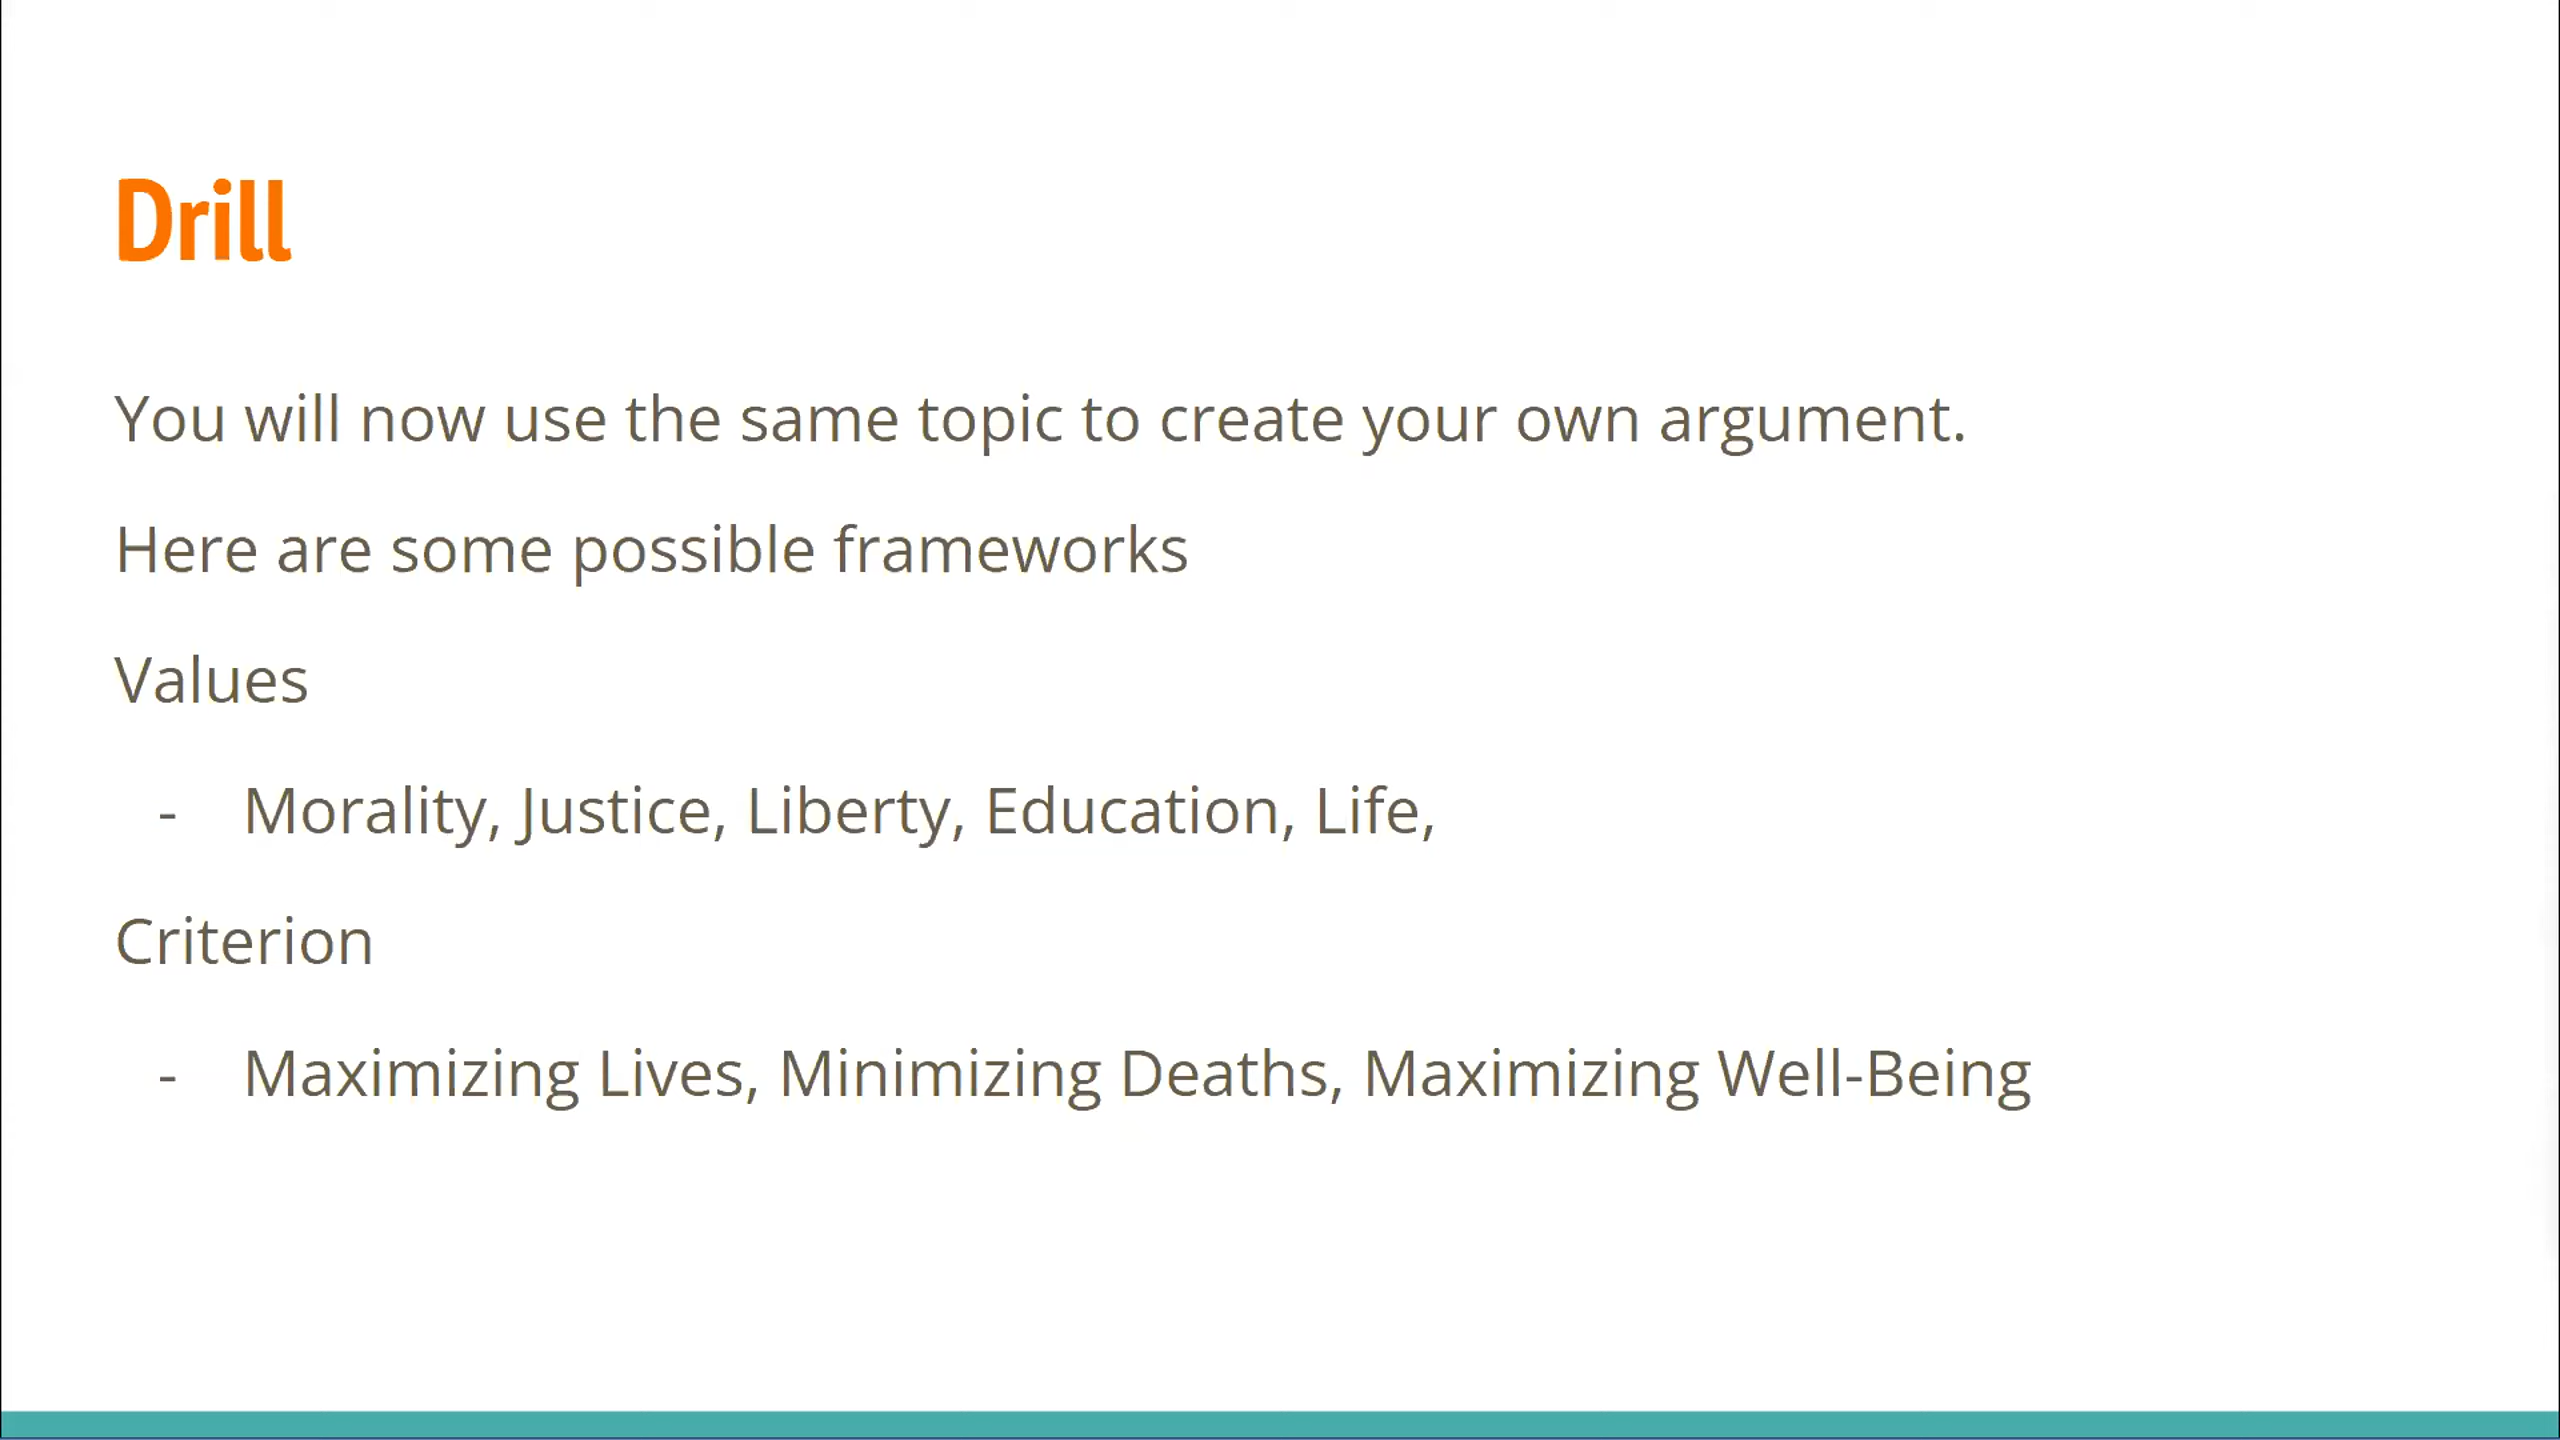 Drill
You will now use the same topic to create your own argument.
Here are some possible frameworks
Values
- Morality, Justice, Liberty, Education, Life,
Criterion
- Maximizing Lives, Minimizing Deaths, Maximizing Well-Being